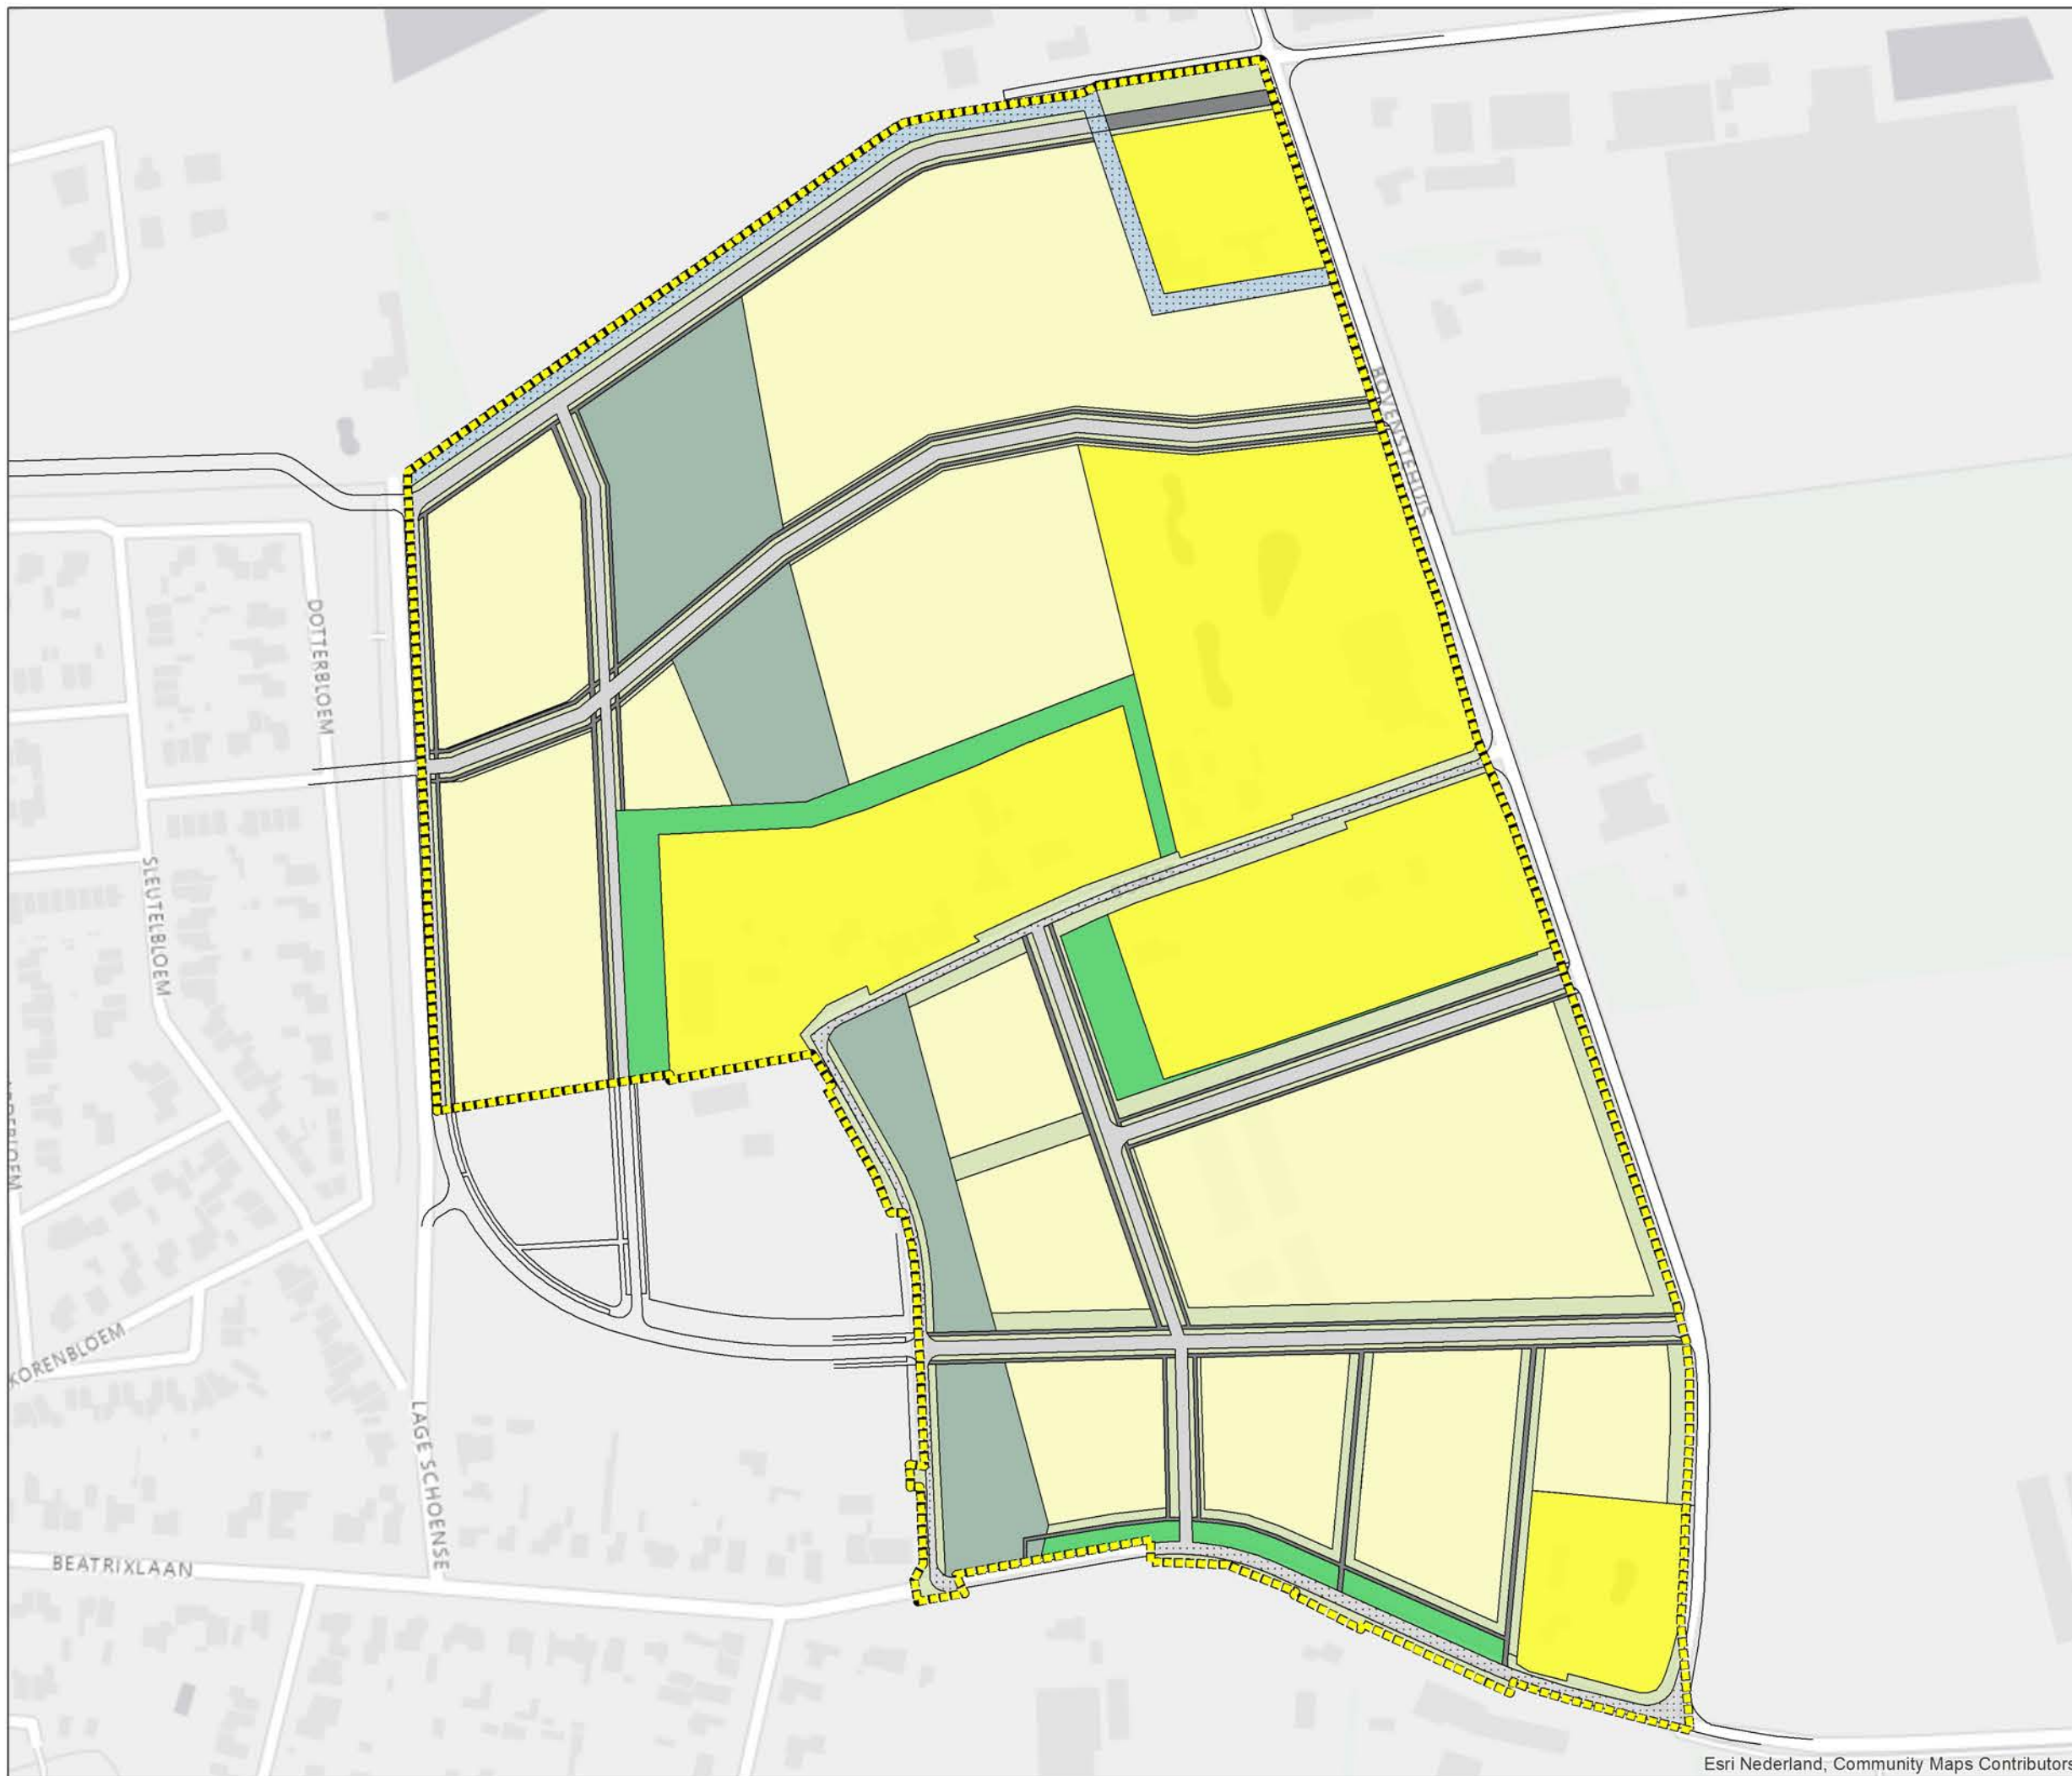 BOVENSTEHUIS
DOTTERBLOEM
SLEUTELBLOEM
KORENBLOEM
LAGE SCHOENSE
BEATRIXLAAN
Esri Nederland, Community Maps Contributors